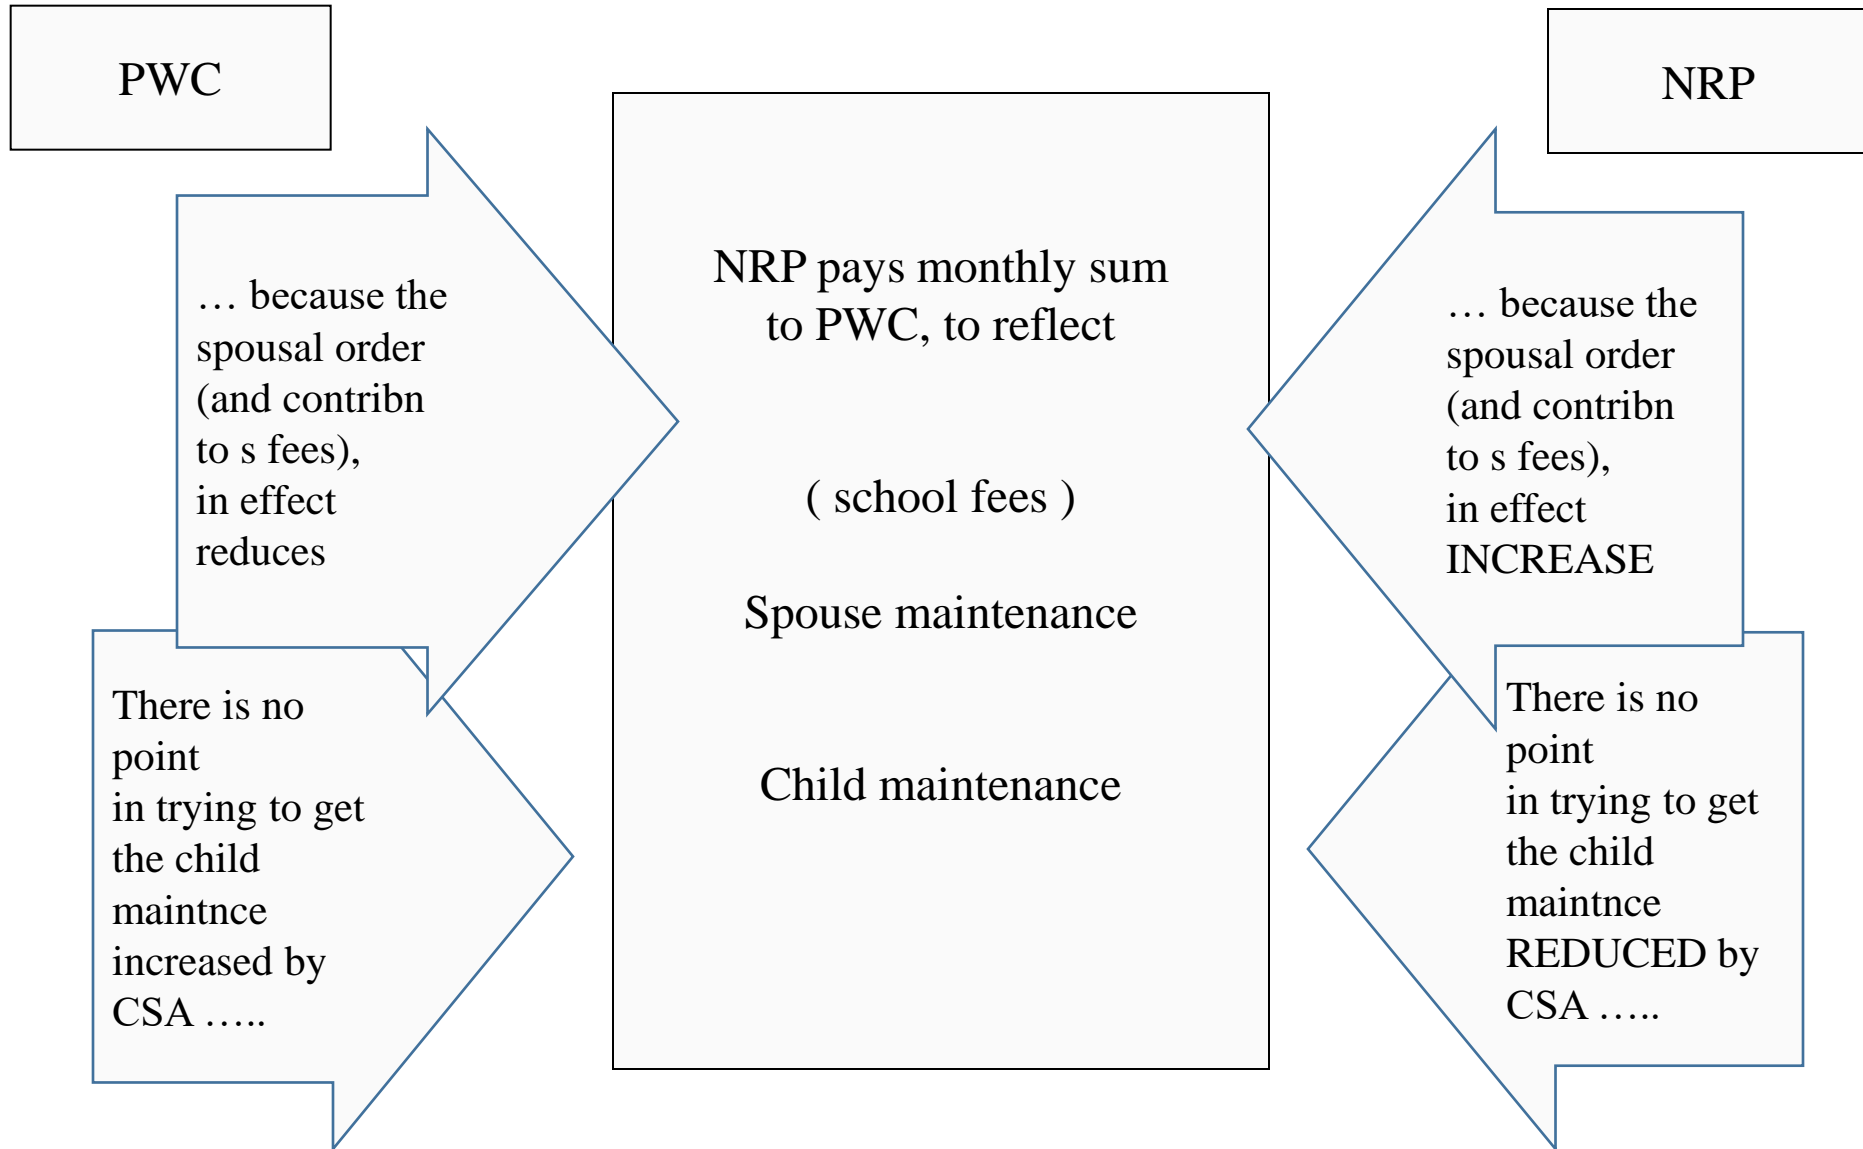 PWC
NRP
NRP pays monthly sum
to PWC, to reflect
( school fees )
Spouse maintenance
Child maintenance
… because the
spousal order
(and contribn
to s fees),
in effect
reduces
There is no
point
in trying to get
the child
maintnce
increased by
CSA …..
… because the
spousal order
(and contribn
to s fees),
in effect
INCREASE
There is no
point
in trying to get
the child
maintnce
REDUCED by
CSA …..